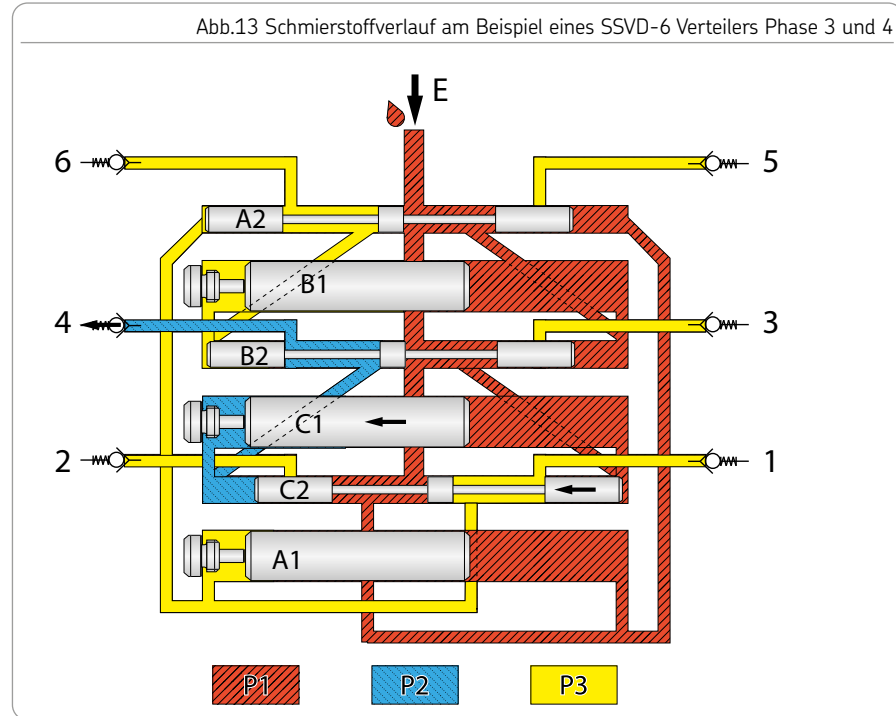 Abb.13 Schmierstoffverlauf am Beispiel eines SSVD-6 Verteilers Phase 3 und 4
E
6
5
A2
B1
4
3
B2
C1
2
1
C2
A1
P1 P2 P3